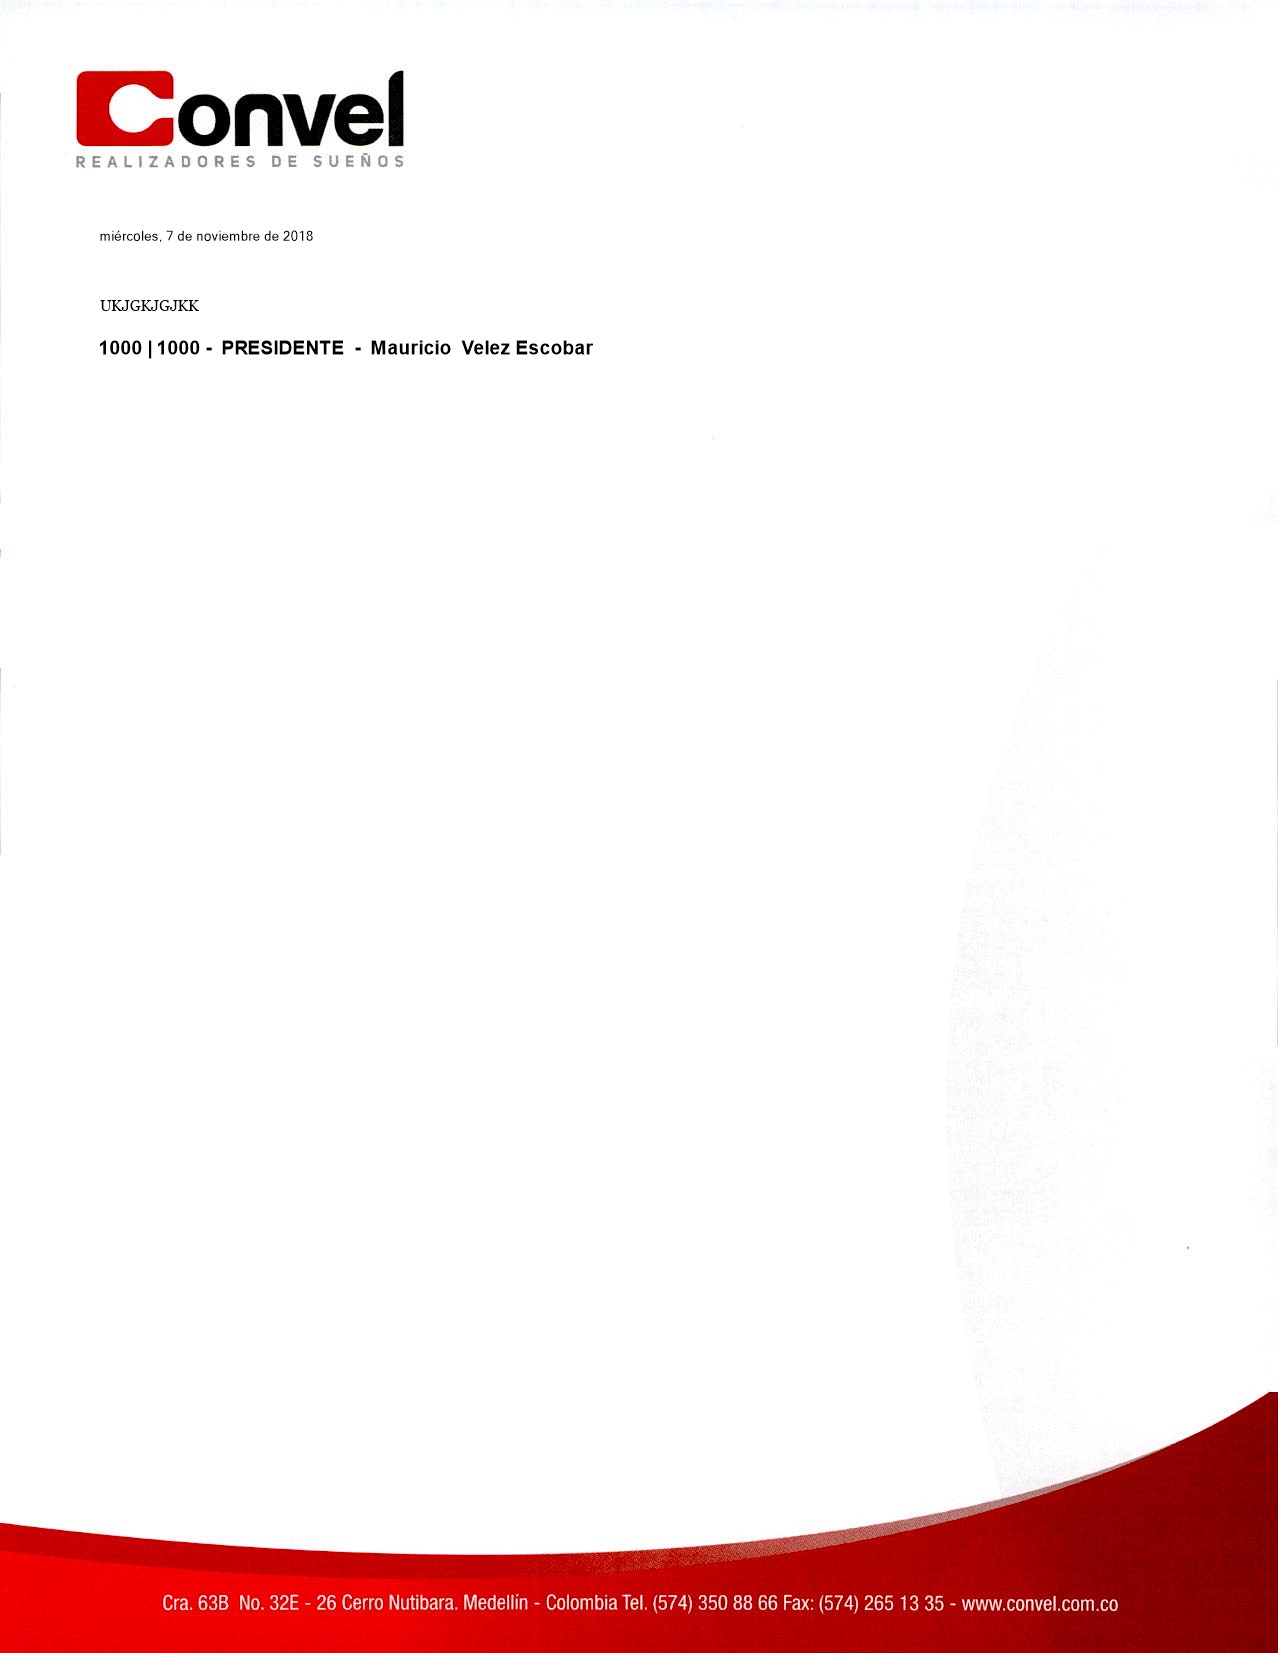 Convel
REALIZADORES DE SUEÑOS
miércoles, 7 de noviembre de 2018
UKJGKJGJKK
1000 | 1000 - PRESIDENTE - Mauricio Velez Escobar
Cra. 63B No. 32E - 26 Cerro Nutibara. Medellín - Colombia Tel. (574) 350 88 66 Fax: (574) 265 13 35 - www.convel.com.co